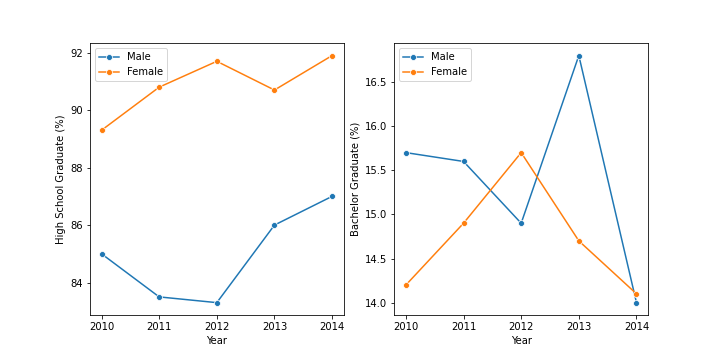 92
90
88
86
84
High School Graduate (%)
Male
Female
2010 2011 2012 2013 2014
Year
16.5
16.0
15.5
15.0
14.5
14.0
Bachelor Graduate (%)
Male
Female
2010 2011 2012 2013 2014
Year